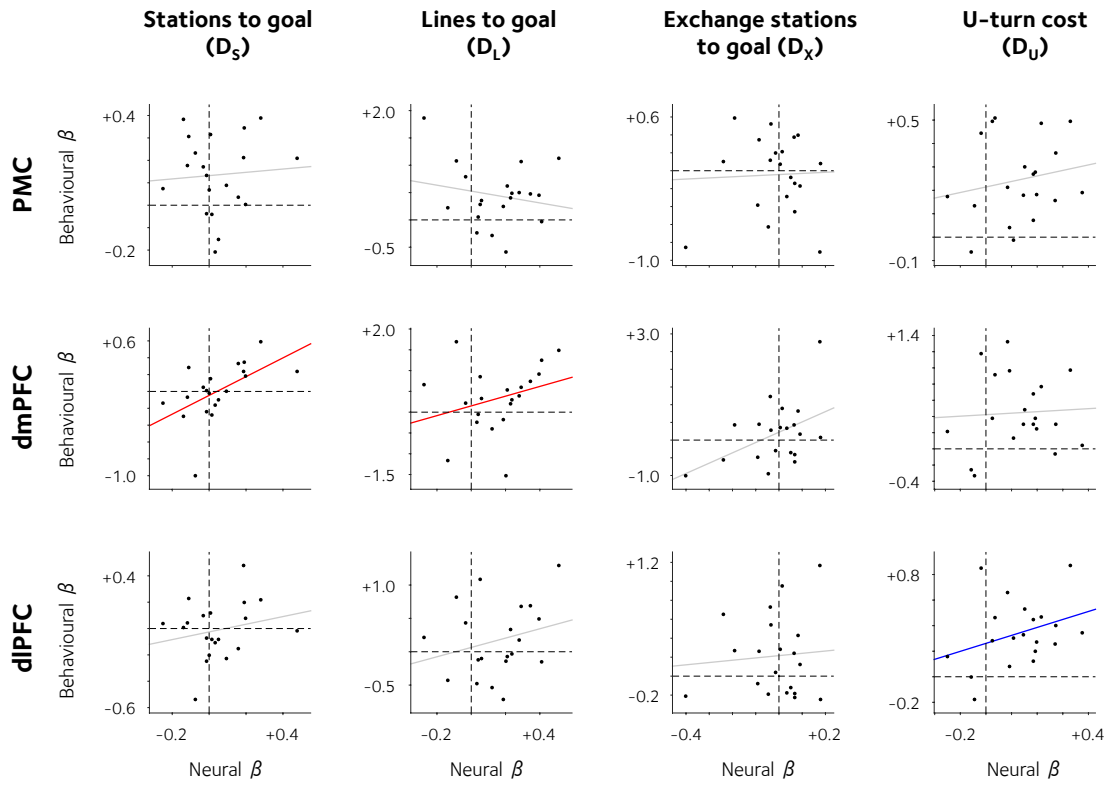 Stations to goal
(D_S)
Lines to goal
(D_L)
Exchange stations
to goal (D_X)
U-turn cost
(D_U)
PMC
Behavioural β
+0.4
-0.2
+2.0
-0.5
+0.6
-1.0
+0.5
-0.1
dmPFC
Behavioural β
+0.6
-1.0
+2.0
-1.5
+3.0
-1.0
+1.4
-0.4
dlPFC
Behavioural β
+0.4
-0.6
+1.0
-0.5
+1.2
-0.2
+0.8
-0.2
-0.2 +0.4
-0.2 +0.4
-0.4 +0.2
-0.2 +0.4
Neural β
Neural β
Neural β
Neural β